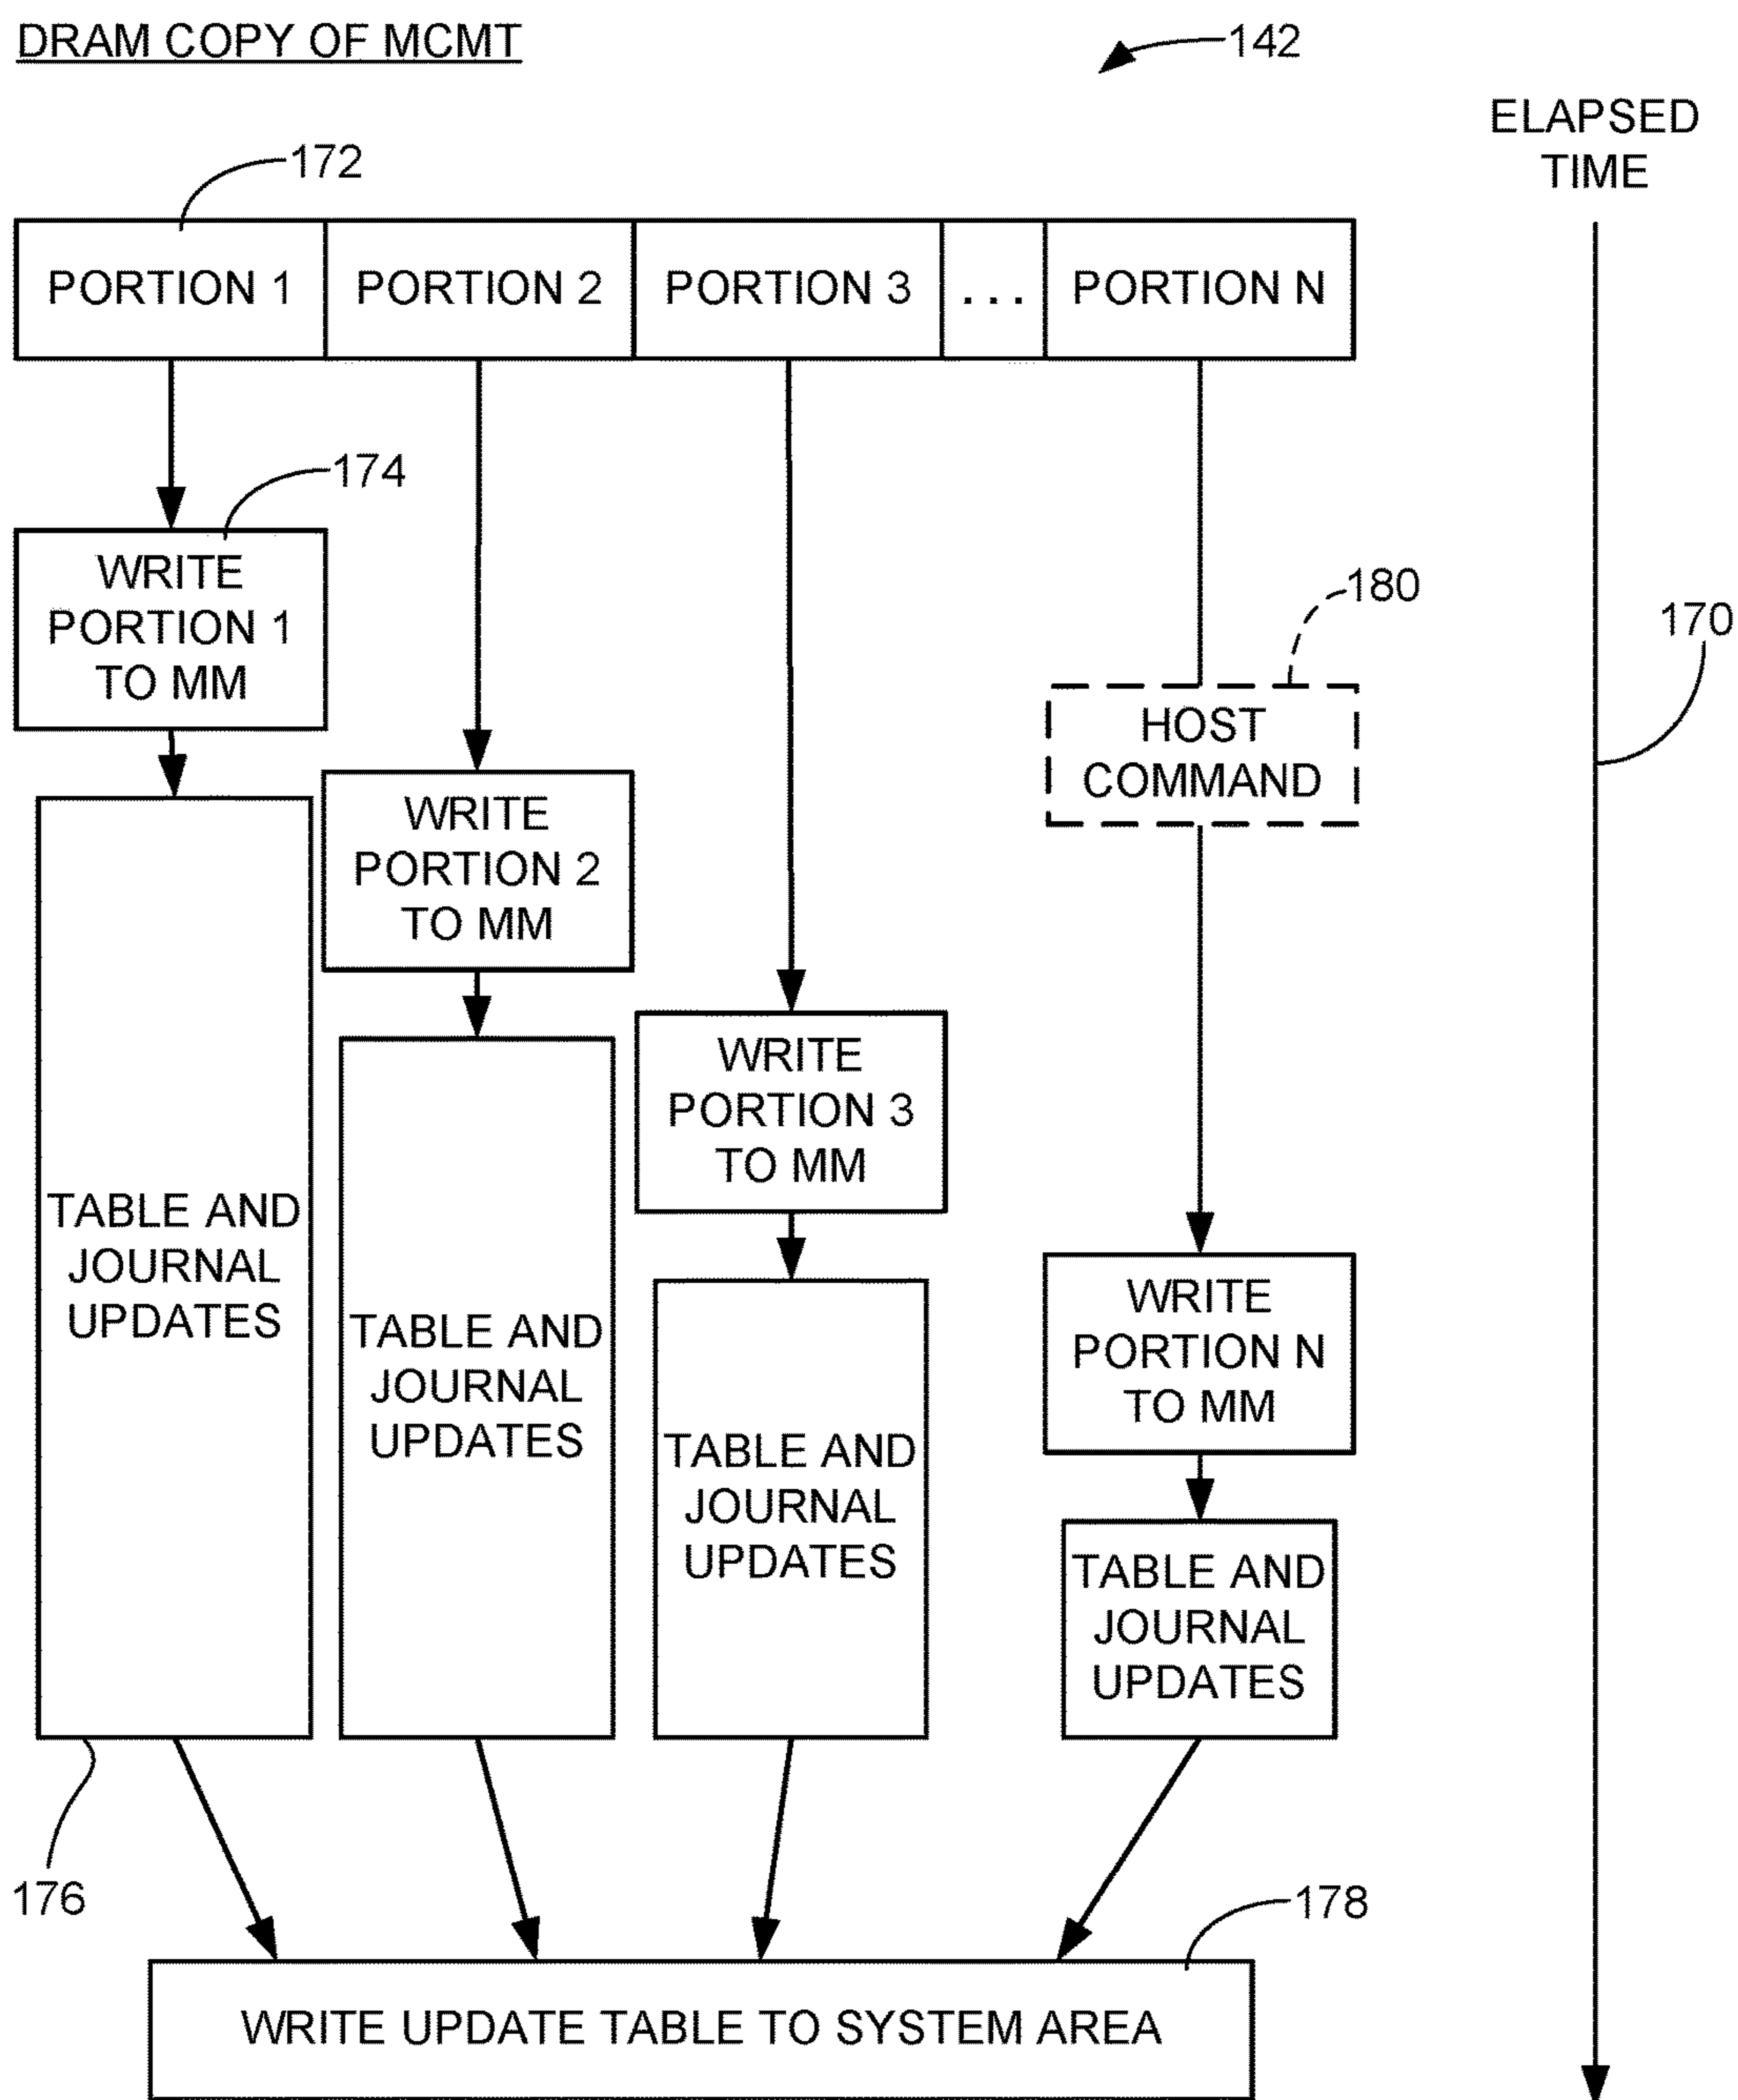 DRAM COPY OF MCMT
142
ELAPSED
TIME
172
PORTION 1
PORTION 2
PORTION 3
...
PORTION N
174
WRITE
PORTION 1
TO MM
180
HOST
COMMAND
170
WRITE
PORTION 2
TO MM
WRITE
PORTION 3
TO MM
TABLE AND
JOURNAL
UPDATES
TABLE AND
JOURNAL
UPDATES
WRITE
PORTION N
TO MM
TABLE AND
JOURNAL
UPDATES
TABLE AND
JOURNAL
UPDATES
176
178
WRITE UPDATE TABLE TO SYSTEM AREA